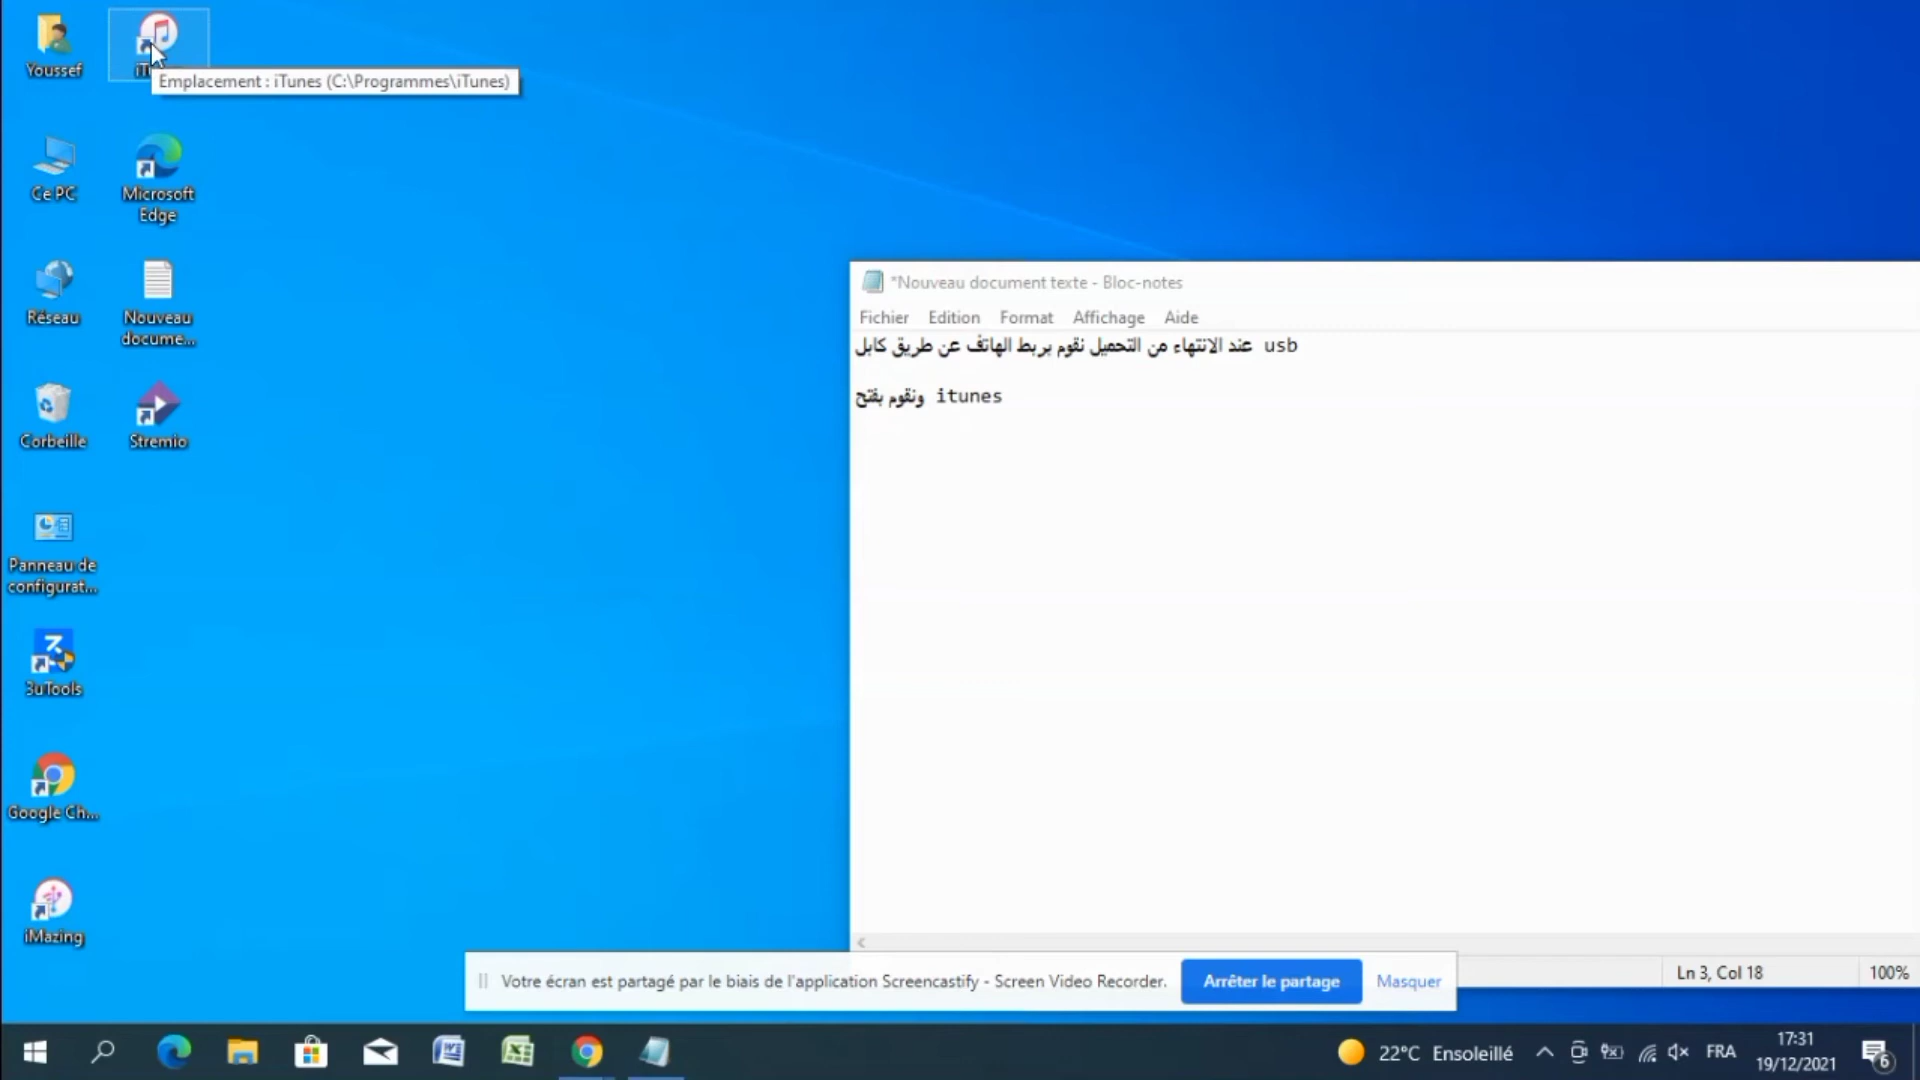 Youssef
Emplacement : iTunes (C:\Programmes\iTunes)
Ce PC
Microsoft
Edge
Réseau
Nouveau
docume...
Corbeille
Stremio
Panneau de
configurat...
3uTools
Google Ch...
iMazing
*Nouveau document texte - Bloc-notes
Fichier Edition Format Affichage Aide
عند الانتهاء من التحميل نقوم بربط الهاتف عن طريق كابل usb
ونقوم بفتح itunes
Ln 3, Col 18
100%
Votre écran est partagé par le biais de l'application Screencastify - Screen Video Recorder.
Arrêter le partage
Masquer
22°C Ensoleillé
FRA
17:31
19/12/2021
6